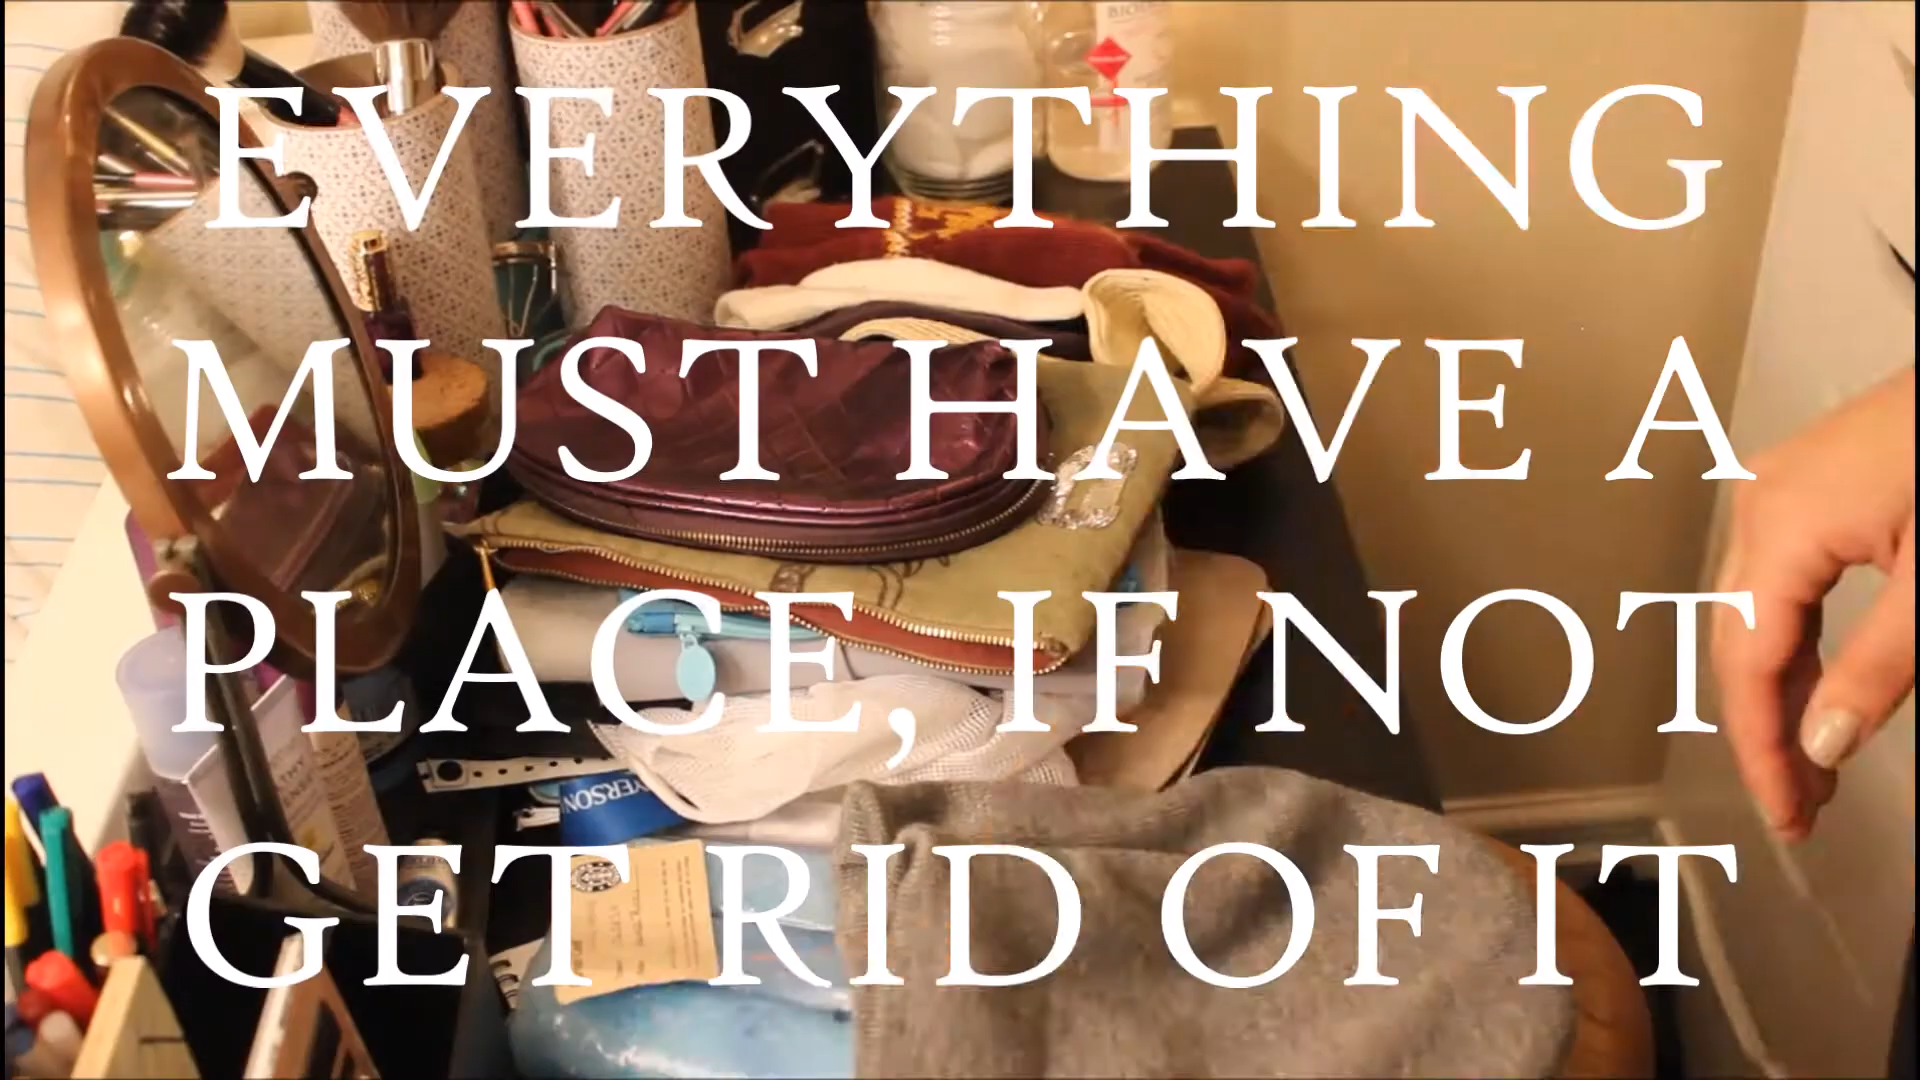 EVERYTHING
MUST HAVE A
PLACE, IF NOT
GET RID OF IT